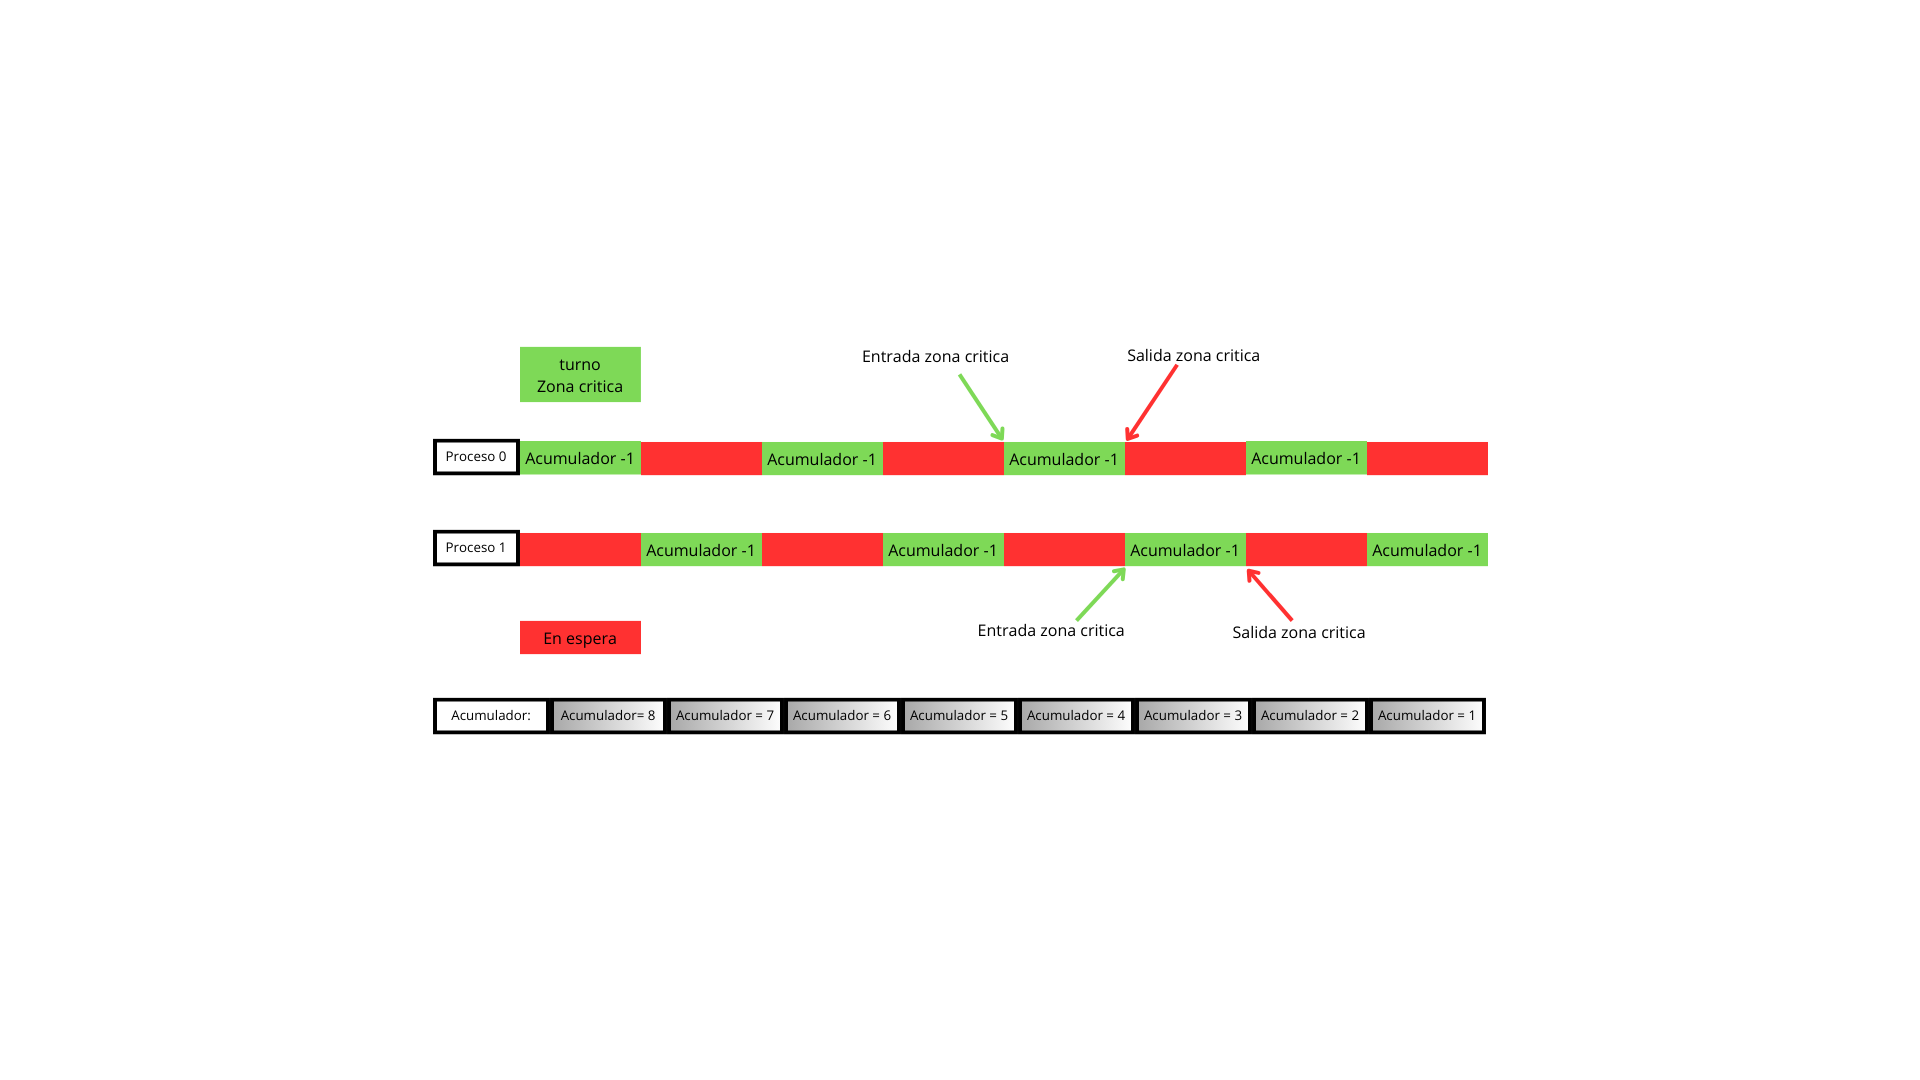 turno
Zona critica
Entrada zona critica
Salida zona critica
Proceso 0
Acumulador -1
Acumulador -1
Acumulador -1
Acumulador -1
Proceso 1
Acumulador -1
Acumulador -1
Acumulador -1
Acumulador -1
En espera
Entrada zona critica
Salida zona critica
Acumulador:
Acumulador= 8
Acumulador = 7
Acumulador = 6
Acumulador = 5
Acumulador = 4
Acumulador = 3
Acumulador = 2
Acumulador = 1